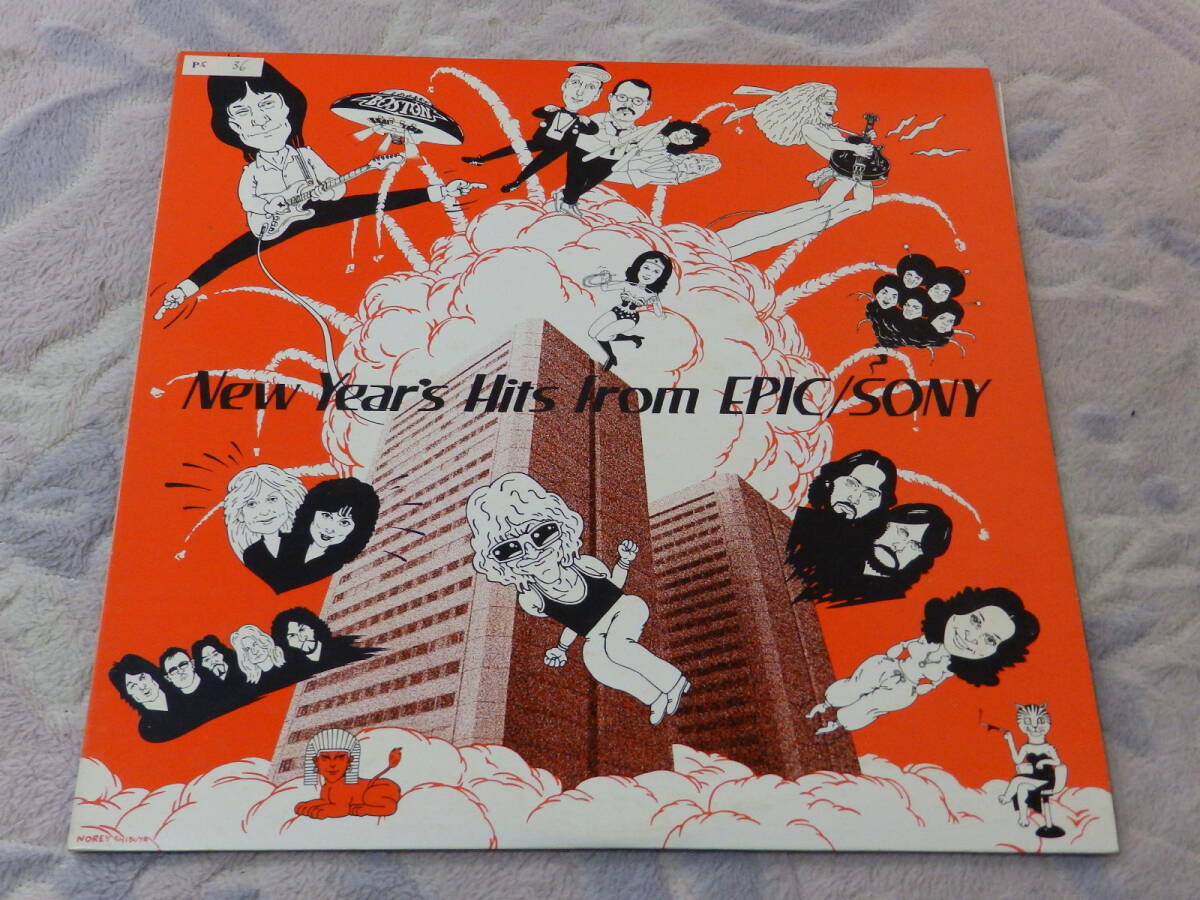 PS 36
BOSTON
New Year's Hits from EPIC/SONY
NOREY SHIBUYA